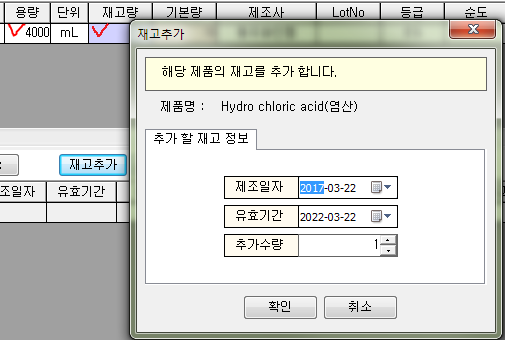 용량 단위 재고량 기본량 제조사 LotNo 등급 순도
4000 mL
재고추가
해당 제품의 재고를 추가 합니다.
제품명 : Hydro chloric acid(염산)
추가 할 재고 정보
재고추가
조일자 유효기간
제조일자 2017-03-22
유효기간 2022-03-22
추가수량 1
확인 취소